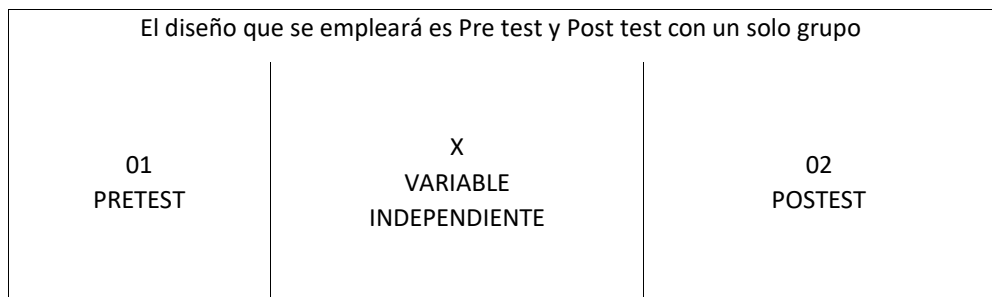 El diseño que se empleará es Pre test y Post test con un solo grupo
01
PRETEST
X
VARIABLE
INDEPENDIENTE
02
POSTEST